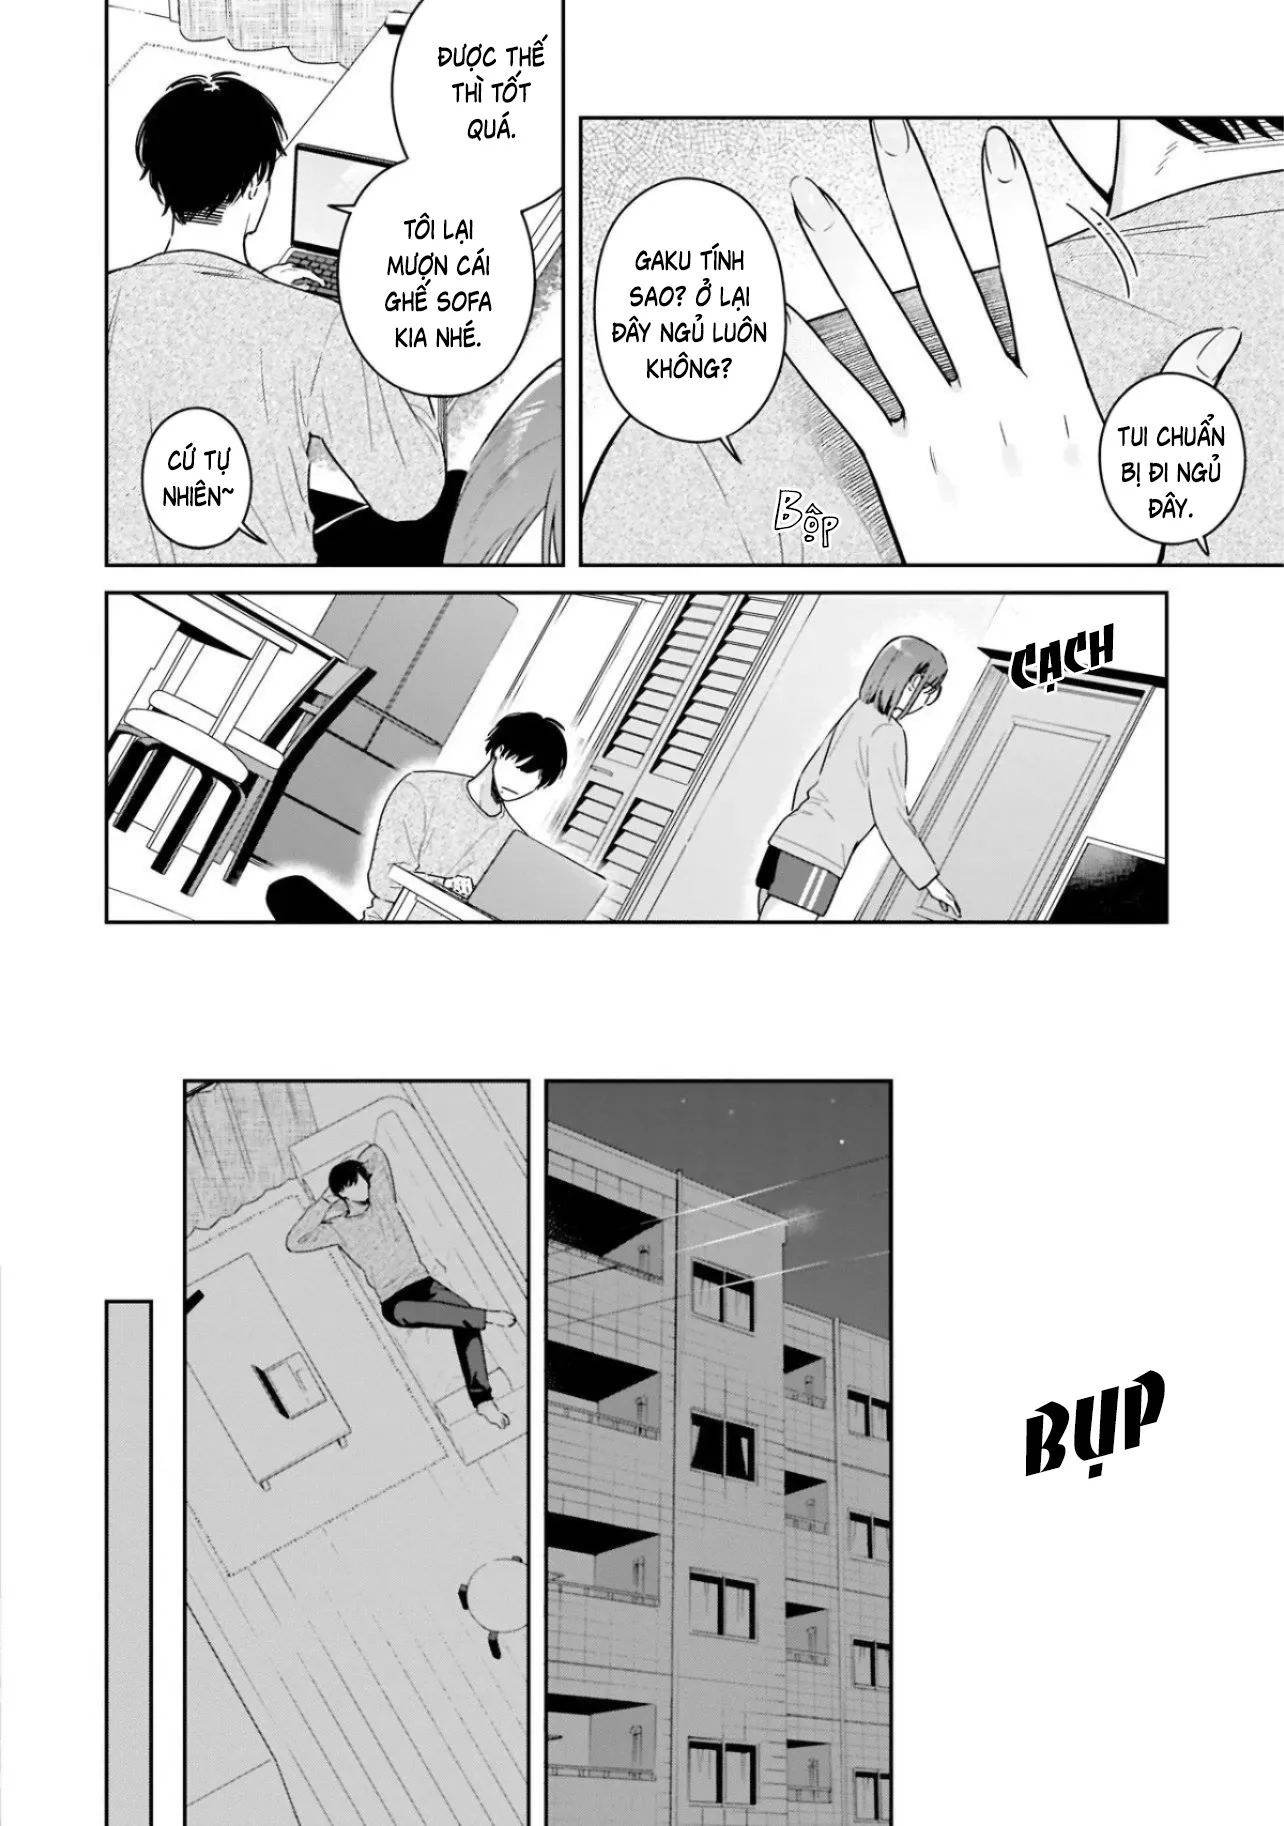 TUI CHUẨN
BỊ ĐI NGỦ
ĐÂY.
GAKU TÍNH
SAO? Ở LẠI
ĐÂY NGỦ LUÔN
KHÔNG?
BỘP
ĐƯỢC THẾ
THÌ TỐT
QUÁ.
TÔI LẠI
MƯỢN CÁI
GHẾ SOFA
KIA NHÉ.
CỨ TỰ
NHIÊN~
CẠCH
BỤP